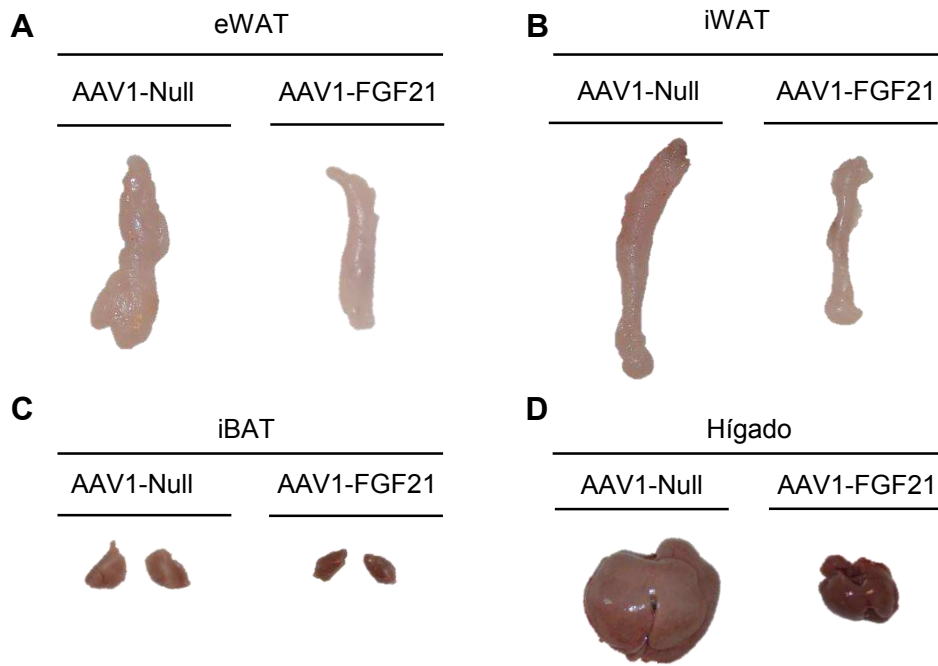 A
eWAT
AAV1-Null
AAV1-FGF21
B
iWAT
AAV1-Null
AAV1-FGF21
C
iBAT
AAV1-Null
AAV1-FGF21
D
Hígado
AAV1-Null
AAV1-FGF21